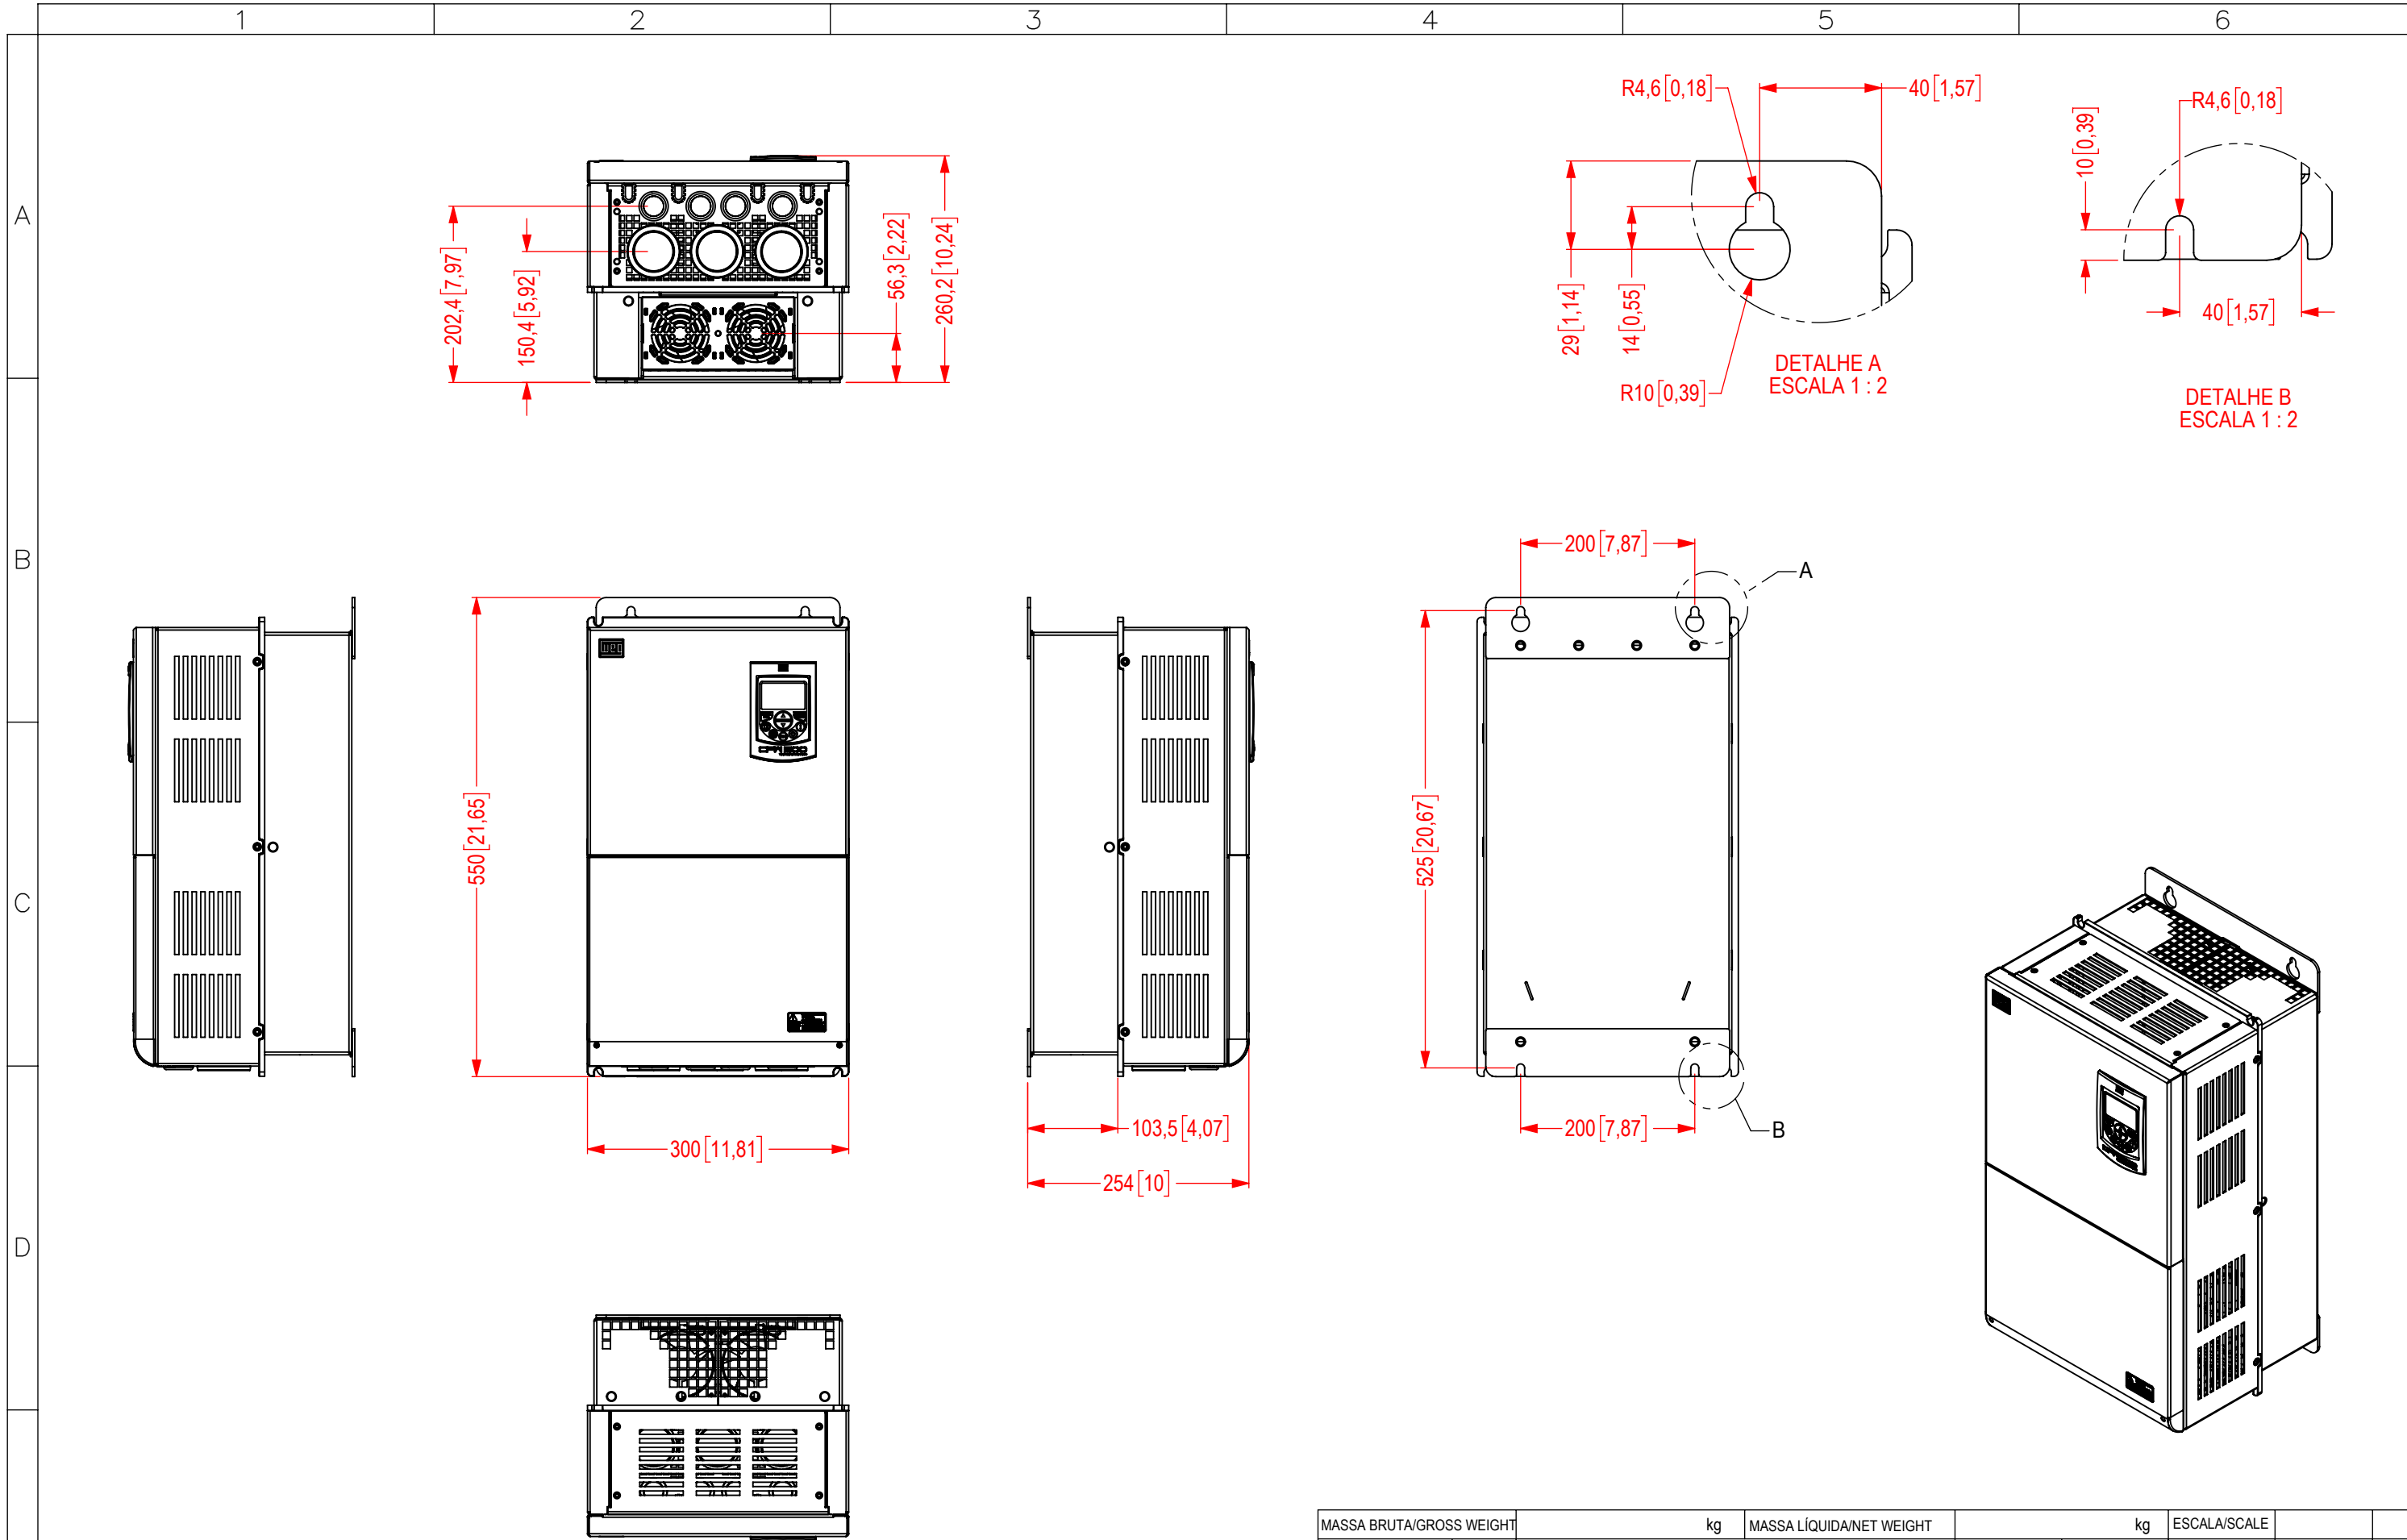 1 2 3 4 5 6
A
B
C
D
202,4[7,97]
150,4[5,92]
56,3[2,22]
260,2[10,24]
R4,6[0,18]
40[1,57]
29[1,14]
14[0,55]
R10[0,39]
DETALHE A
ESCALA 1 : 2
R4,6[0,18]
10[0,39]
40[1,57]
DETALHE B
ESCALA 1 : 2
550[21,65]
weg
300[11,81]
103,5[4,07]
254[10]
200[7,87]
A
525[20,67]
200[7,87]
B
MASSA BRUTA/GROSS WEIGHT kg MASSA LÍQUIDA/NET WEIGHT kg ESCALA/SCALE